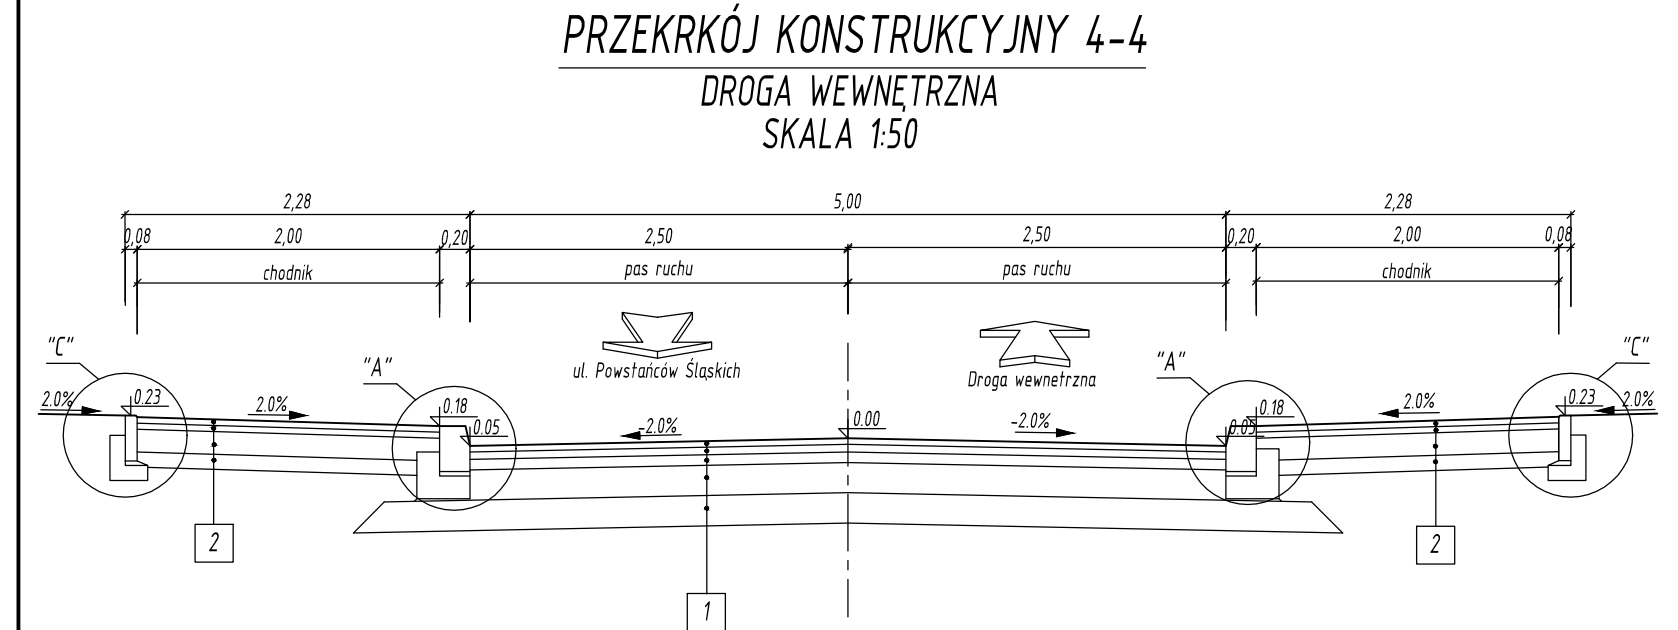 PRZEKRKÓJ KONSTRUKCYJNY 4-4
DROGA WEWNĘTRZNA
SKALA 1:50
2,28 5,00 2,28
0,08 2,00 0,20 2,50 2,50 0,20 2,00 0,08
chodnik pas ruchu pas ruchu chodnik
"C" "A" ul. Powstańców Śląskich Droga wewnetrzna "A" "C"
2.0% 0.23 2.0% 0.18 0.05 -2.0% 0.00 -2.0% 0.05 0.18 2.0% 0.23 2.0%
2 2
1